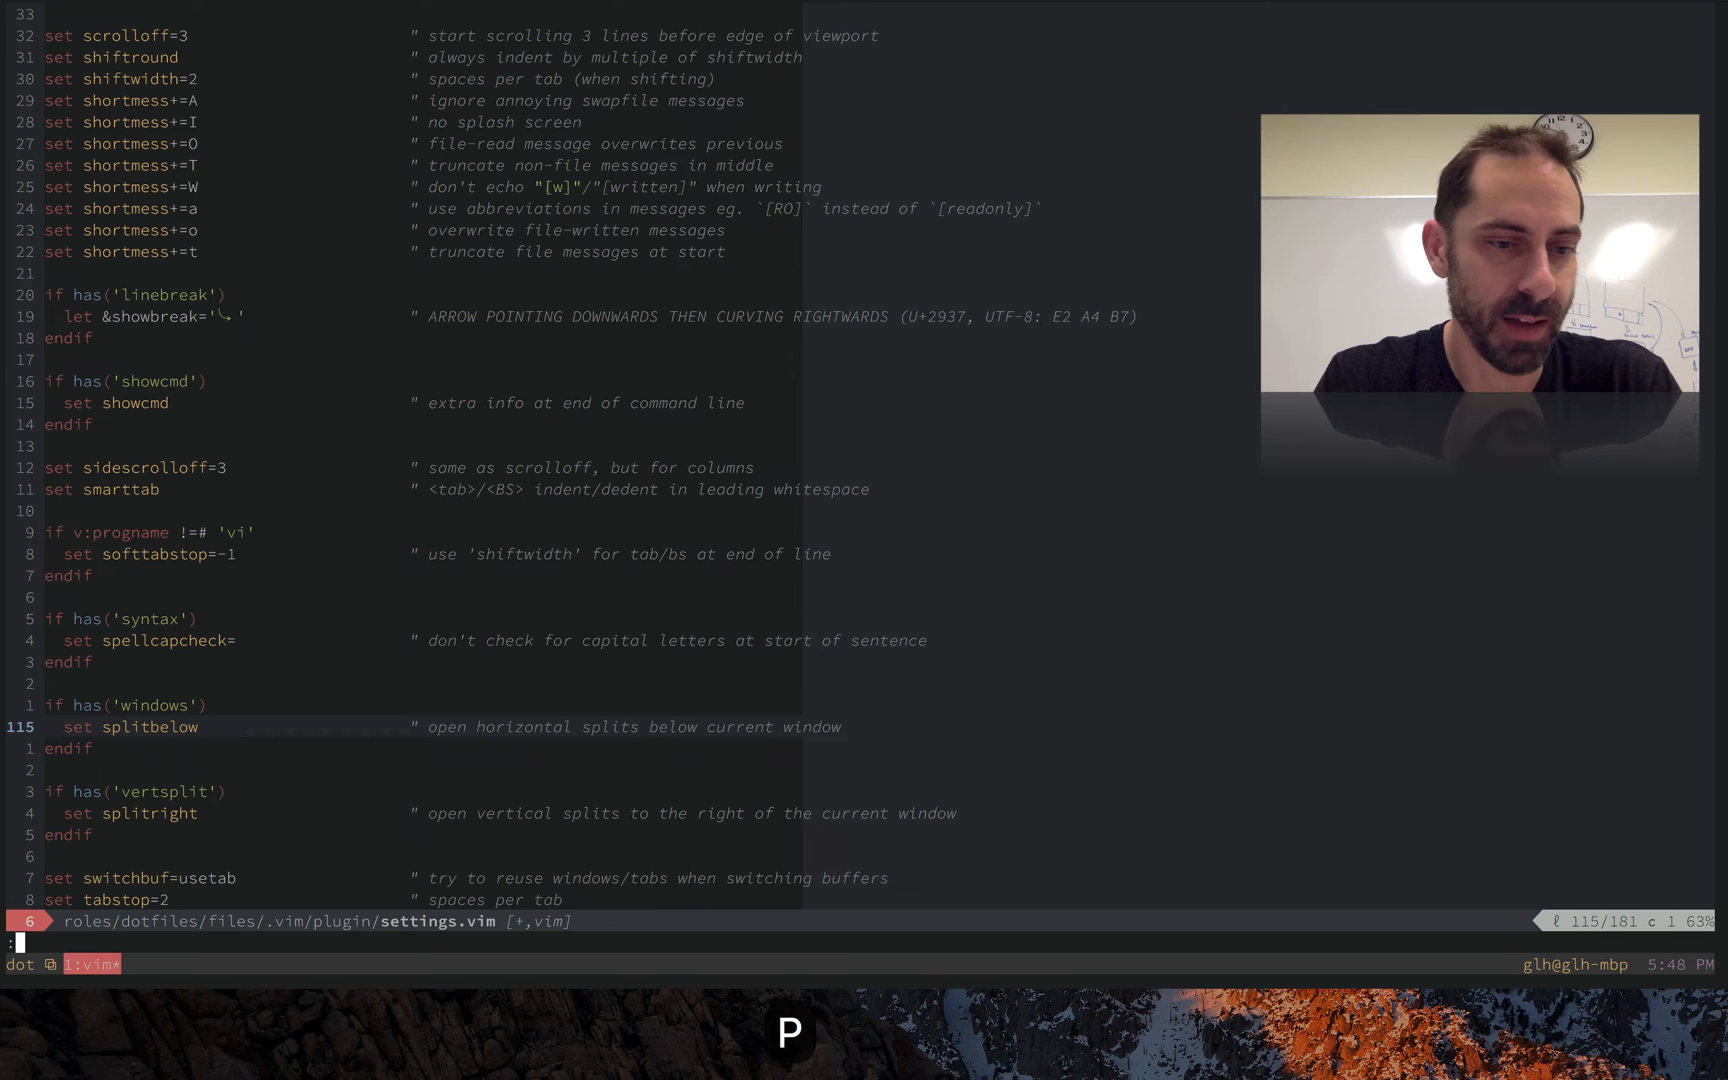 33
32 set scrolloff=3 " start scrolling 3 lines before edge of viewport
31 set shiftround " always indent by multiple of shiftwidth
30 set shiftwidth=2 " spaces per tab (when shifting)
29 set shortmess+=A " ignore annoying swapfile messages
28 set shortmess+=I " no splash screen
27 set shortmess+=O " file-read message overwrites previous
26 set shortmess+=T " truncate non-file messages in middle
25 set shortmess+=W " don't echo "[w]"/"[written]" when writing
24 set shortmess+=a " use abbreviations in messages eg. `[RO]` instead of `[readonly]`
23 set shortmess+=o " overwrite file-written messages
22 set shortmess+=t " truncate file messages at start
21
20 if has('linebreak')
19 let &showbreak='⤷ ' " ARROW POINTING DOWNWARDS THEN CURVING RIGHTWARDS (U+2937, UTF-8: E2 A4 B7)
18 endif
17
16 if has('showcmd')
15 set showcmd " extra info at end of command line
14 endif
13
12 set sidescrolloff=3 " same as scrolloff, but for columns
11 set smarttab " <tab>/<BS> indent/dedent in leading whitespace
10
9 if v:progname !=# 'vi'
8 set softtabstop=-1 " use 'shiftwidth' for tab/bs at end of line
7 endif
6
5 if has('syntax')
4 set spellcapcheck= " don't check for capital letters at start of sentence
3 endif
2
1 if has('windows')
115 set splitbelow " open horizontal splits below current window
1 endif
2
3 if has('vertsplit')
4 set splitright " open vertical splits to the right of the current window
5 endif
6
7 set switchbuf=usetab " try to reuse windows/tabs when switching buffers
8 set tabstop=2 " spaces per tab
6 roles/dotfiles/files/.vim/plugin/settings.vim [+,vim] ℓ 115/181 c 1 63%
:
dot 1:vim* glh@glh-mbp 5:48 PM
P